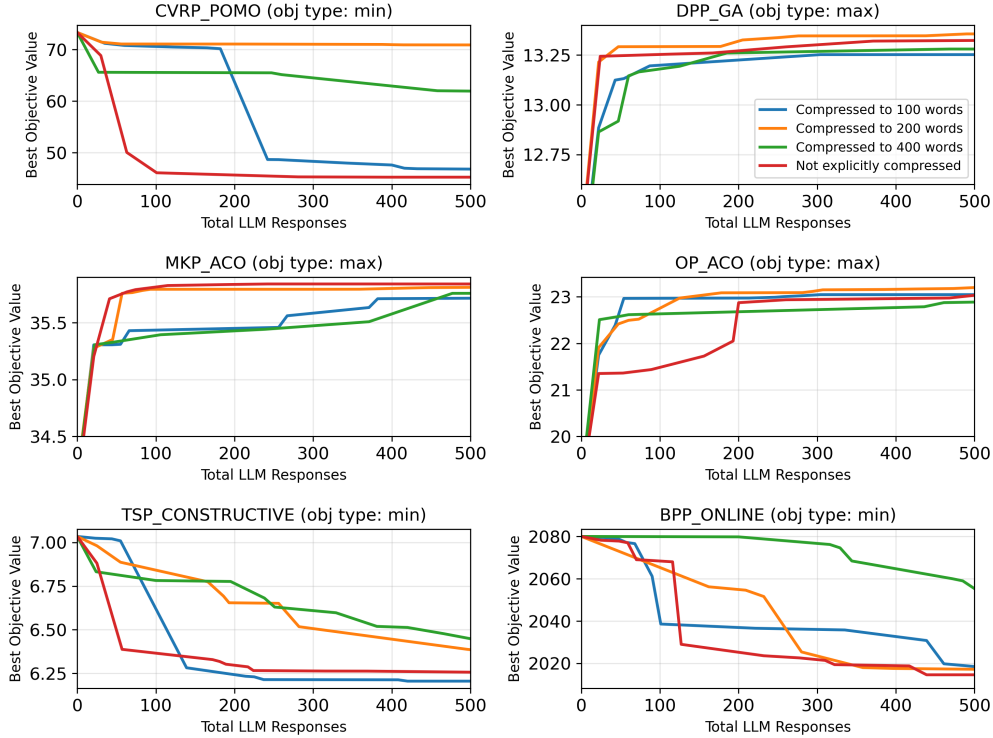 CVRP_POMO (obj type: min)
Best Objective Value
70
60
50
0 100 200 300 400 500
Total LLM Responses
DPP_GA (obj type: max)
Best Objective Value
13.25
13.00
12.75
Compressed to 100 words
Compressed to 200 words
Compressed to 400 words
Not explicitly compressed
0 100 200 300 400 500
Total LLM Responses
MKP_ACO (obj type: max)
Best Objective Value
35.5
35.0
34.5
0 100 200 300 400 500
Total LLM Responses
OP_ACO (obj type: max)
Best Objective Value
23
22
21
20
0 100 200 300 400 500
Total LLM Responses
TSP_CONSTRUCTIVE (obj type: min)
Best Objective Value
7.00
6.75
6.50
6.25
0 100 200 300 400 500
Total LLM Responses
BPP_ONLINE (obj type: min)
Best Objective Value
2080
2060
2040
2020
0 100 200 300 400 500
Total LLM Responses